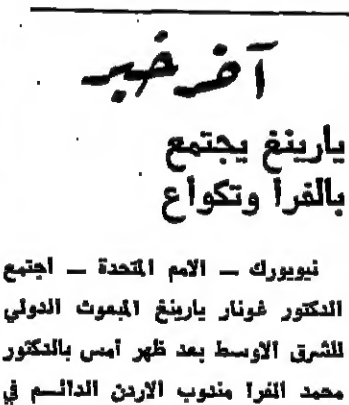 آخر خبر
يارينغ يجتمع
بالفرا وتكواع
نيويورك — الامم المتحدة — اجتمع
الدكتور غونار يارينغ المبعوث الدولي
للشرق الاوسط بعد ظهر أمس بالدكتور
محمد الفرا مندوب الاردن الدائم في